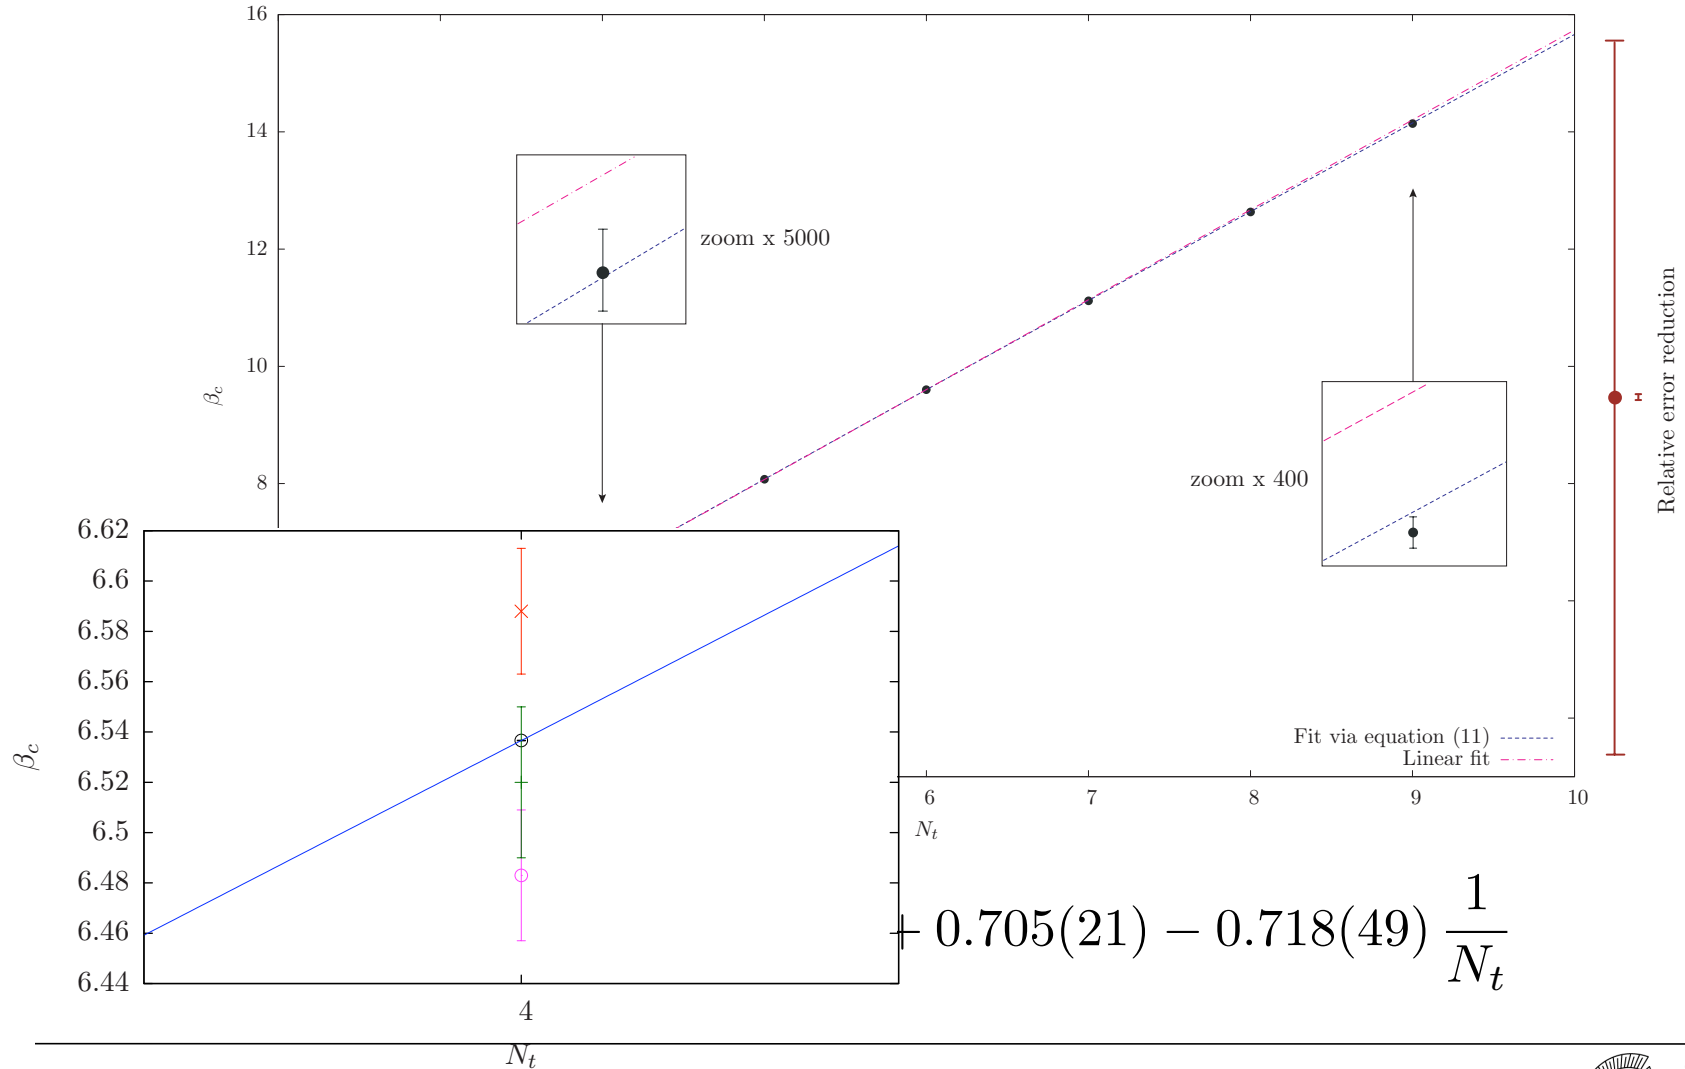 16
14
12
10
8
β_c
zoom x 5000
zoom x 400
Relative error reduction
Fit via equation (11)
Linear fit
6 7 8 9 10
N_t
6.62
6.6
6.58
6.56
6.54
6.52
6.5
6.48
6.46
6.44
β_c
4
N_t
+ 0.705(21) − 0.718(49) 1/N_t